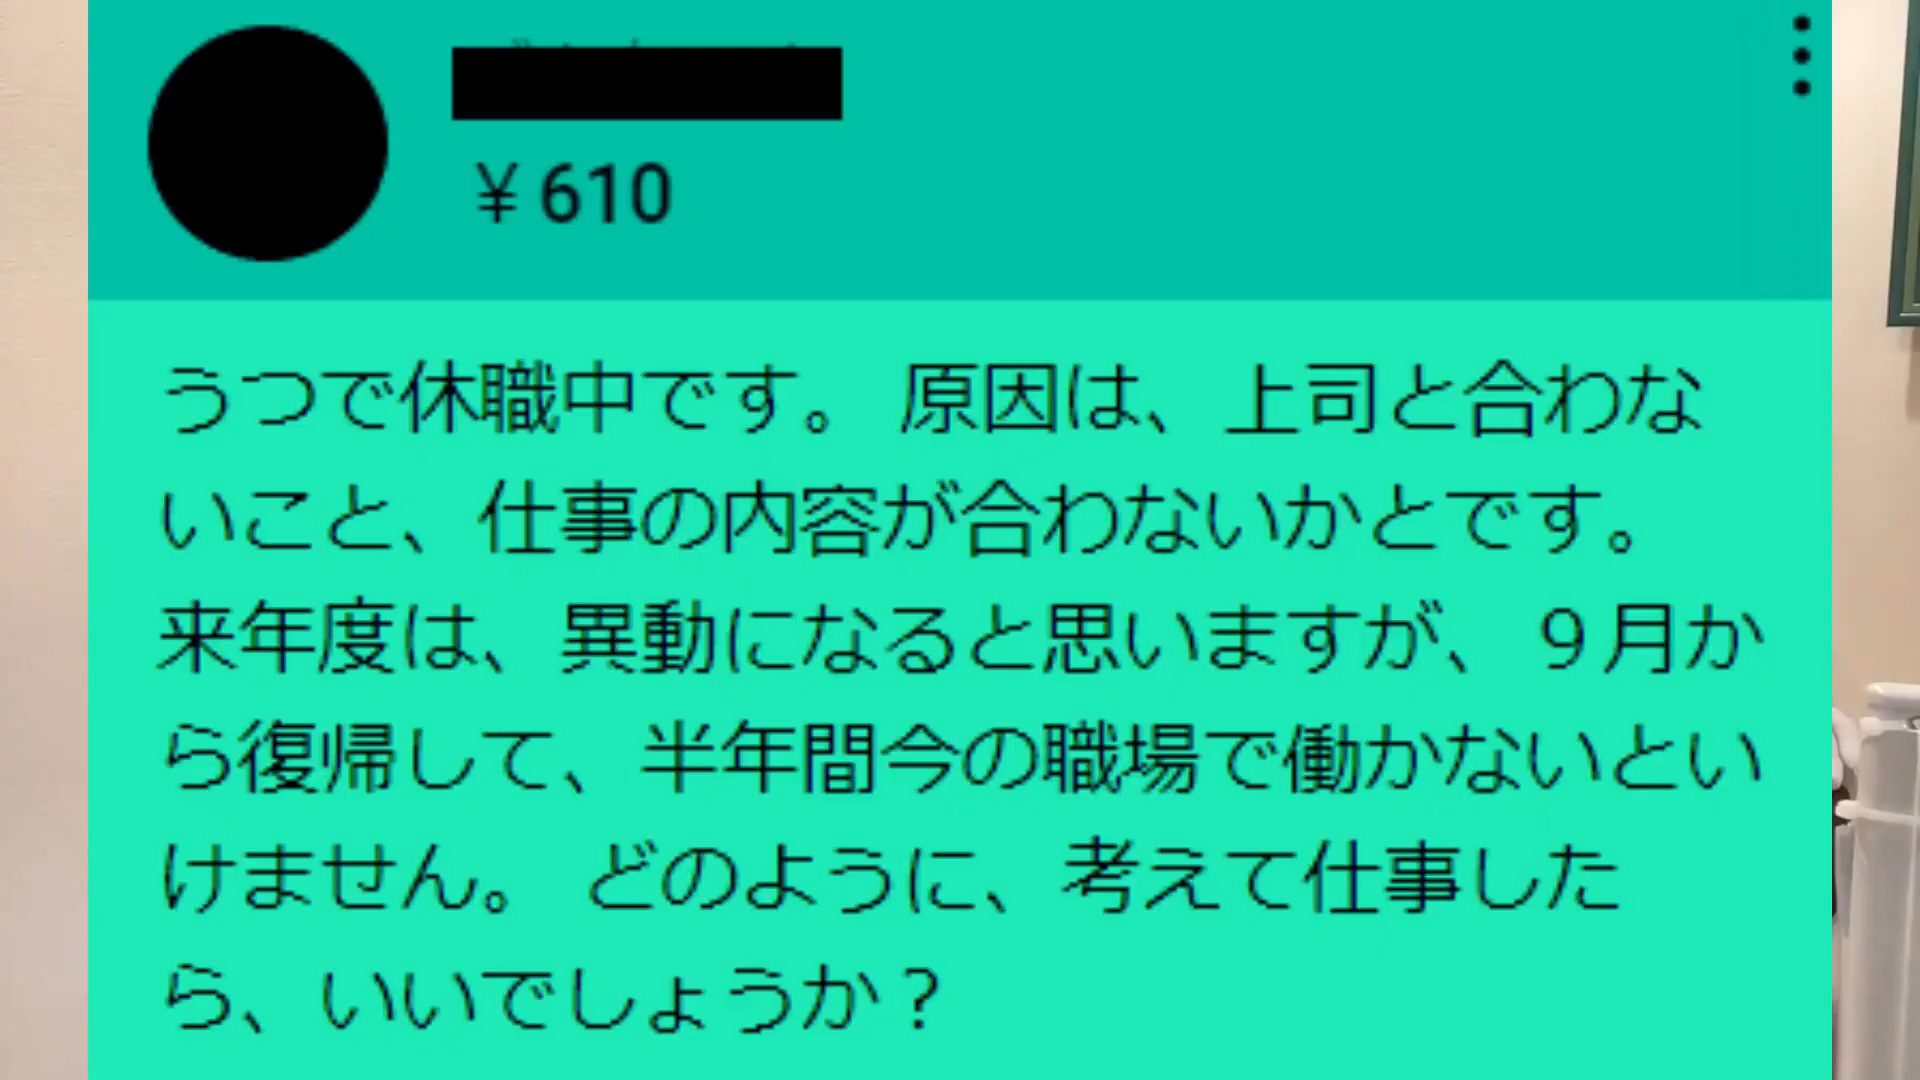 ¥610
うつで休職中です。 原因は、上司と合わな
いこと、仕事の内容が合わないかとです。
来年度は、異動になると思いますが、９月か
ら復帰して、半年間今の職場で働かないとい
けません。 どのように、考えて仕事した
ら、いいでしょうか？